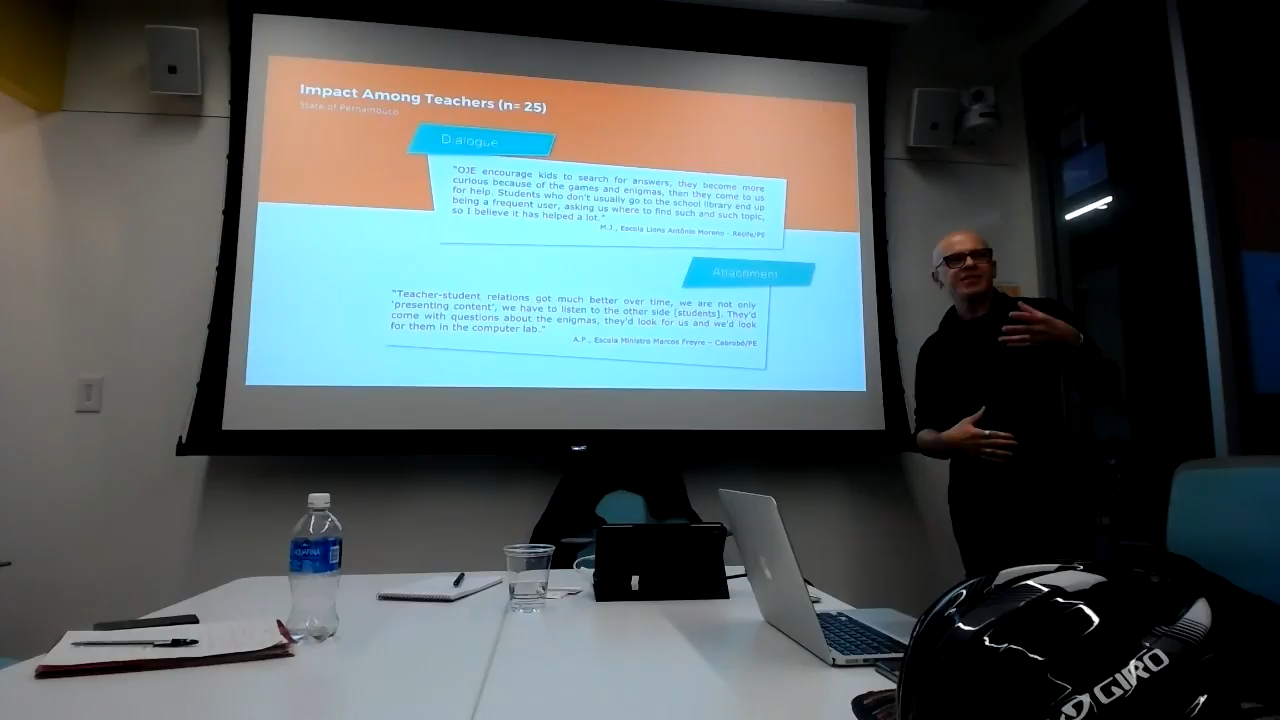 Impact Among Teachers (n= 25)
State of Pernambuco
Dialogue
"OJE encourage kids to search for answers, they become more
curious because of the games and enigmas, then they come to us
for help. Students who don't usually go to the school library end up
being a frequent user, asking us where to find such and such topic,
so I believe it has helped a lot."
M.J., Escola Lions Antônio Moreno - Recife/PE
Attachment
"Teacher-student relations got much better over time, we are not only
'presenting content', we have to listen to the other side [students]. They'd
come with questions about the enigmas, they'd look for us and we'd look
for them in the computer lab."
A.P., Escola Ministro Marcos Freyre – Cabrobó/PE
AQUAFINA
GIRO